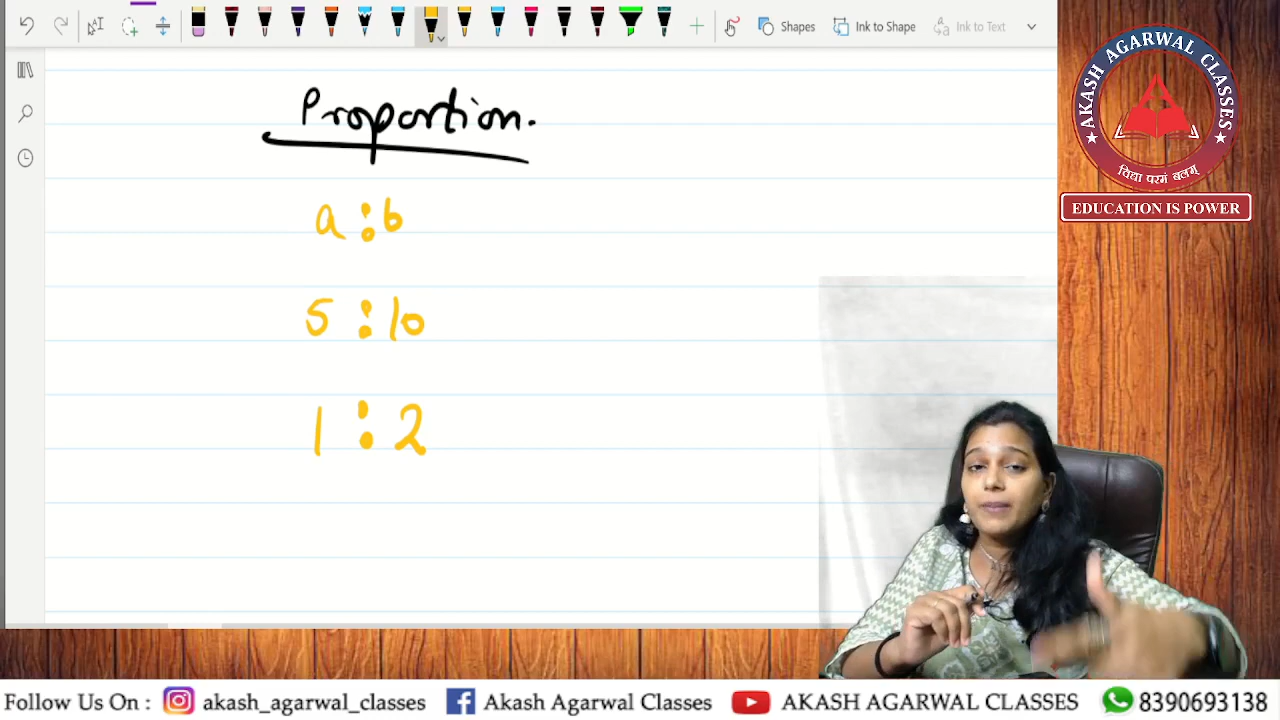 Shapes
Ink to Shape
Ink to Text
Proportion.
a : b
5 : 10
1 : 2
AKASH AGARWAL CLASSES
विद्या परमं बलम्
EDUCATION IS POWER
Follow Us On : akash_agarwal_classes Akash Agarwal Classes AKASH AGARWAL CLASSES 8390693138